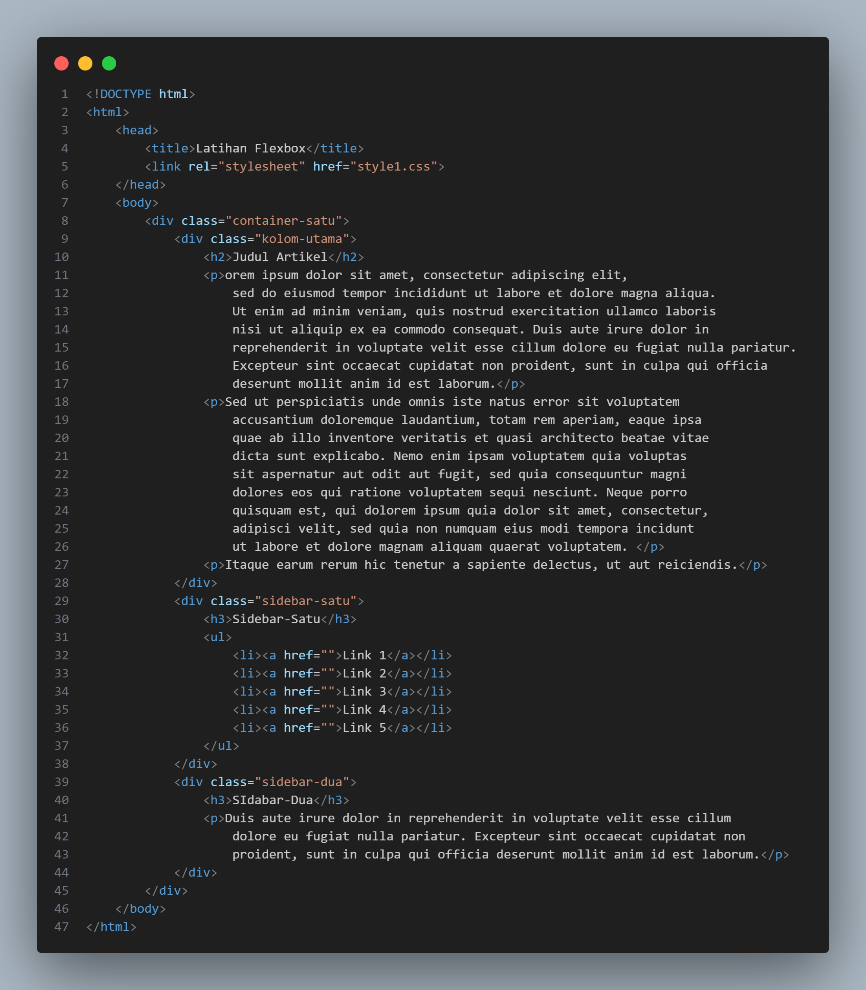 1 <!DOCTYPE html>
2 <html>
3     <head>
4         <title>Latihan Flexbox</title>
5         <link rel="stylesheet" href="style1.css">
6     </head>
7     <body>
8         <div class="container-satu">
9             <div class="kolom-utama">
10                 <h2>Judul Artikel</h2>
11                 <p>orem ipsum dolor sit amet, consectetur adipiscing elit,
12                     sed do eiusmod tempor incididunt ut labore et dolore magna aliqua.
13                     Ut enim ad minim veniam, quis nostrud exercitation ullamco laboris
14                     nisi ut aliquip ex ea commodo consequat. Duis aute irure dolor in
15                     reprehenderit in voluptate velit esse cillum dolore eu fugiat nulla pariatur.
16                     Excepteur sint occaecat cupidatat non proident, sunt in culpa qui officia
17                     deserunt mollit anim id est laborum.</p>
18                 <p>Sed ut perspiciatis unde omnis iste natus error sit voluptatem
19                     accusantium doloremque laudantium, totam rem aperiam, eaque ipsa
20                     quae ab illo inventore veritatis et quasi architecto beatae vitae
21                     dicta sunt explicabo. Nemo enim ipsam voluptatem quia voluptas
22                     sit aspernatur aut odit aut fugit, sed quia consequuntur magni
23                     dolores eos qui ratione voluptatem sequi nesciunt. Neque porro
24                     quisquam est, qui dolorem ipsum quia dolor sit amet, consectetur,
25                     adipisci velit, sed quia non numquam eius modi tempora incidunt
26                     ut labore et dolore magnam aliquam quaerat voluptatem. </p>
27                 <p>Itaque earum rerum hic tenetur a sapiente delectus, ut aut reiciendis.</p>
28             </div>
29             <div class="sidebar-satu">
30                 <h3>Sidebar-Satu</h3>
31                 <ul>
32                     <li><a href="">Link 1</a></li>
33                     <li><a href="">Link 2</a></li>
34                     <li><a href="">Link 3</a></li>
35                     <li><a href="">Link 4</a></li>
36                     <li><a href="">Link 5</a></li>
37                 </ul>
38             </div>
39             <div class="sidebar-dua">
40                 <h3>SIdabar-Dua</h3>
41                 <p>Duis aute irure dolor in reprehenderit in voluptate velit esse cillum
42                     dolore eu fugiat nulla pariatur. Excepteur sint occaecat cupidatat non
43                     proident, sunt in culpa qui officia deserunt mollit anim id est laborum.</p>
44             </div>
45         </div>
46     </body>
47 </html>